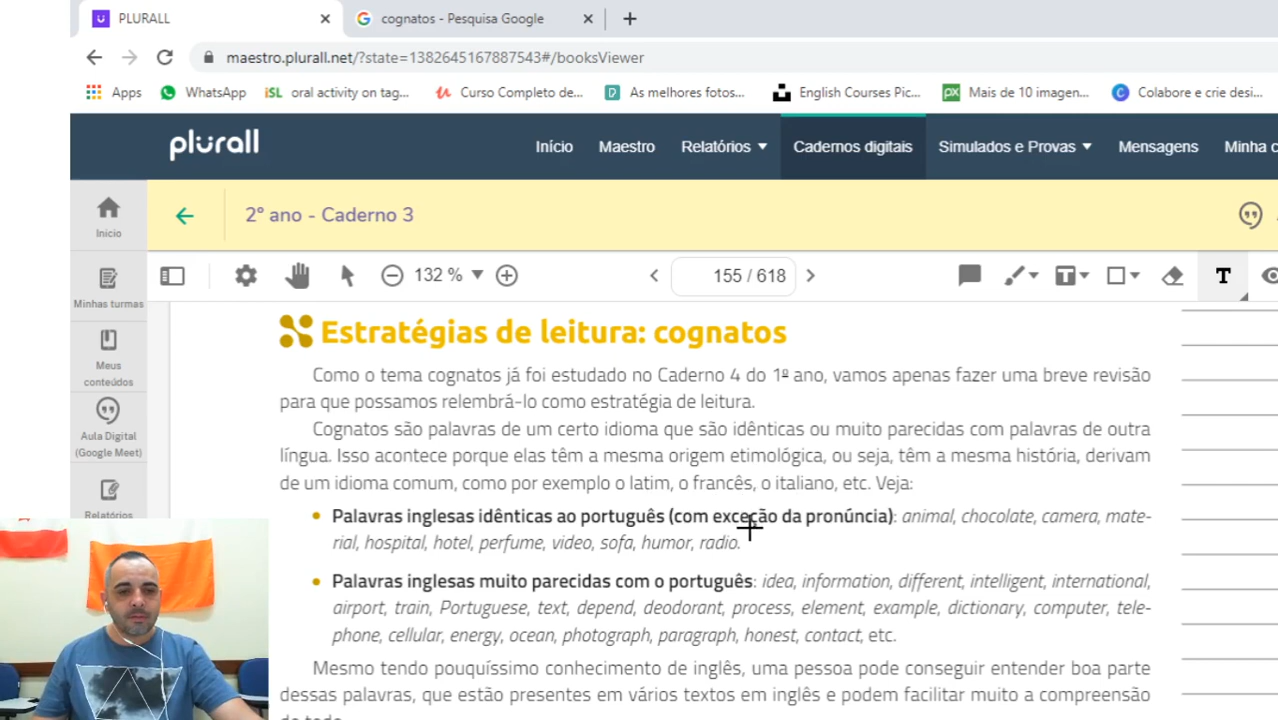 PLURALL
cognatos - Pesquisa Google
maestro.plurall.net/?state=1382645167887543#/booksViewer
Apps
WhatsApp
iSL oral activity on tag...
Curso Completo de...
As melhores fotos...
English Courses Pic...
px Mais de 10 imagen...
C Colabore e crie desi...
plurall
Início
Maestro
Relatórios
Cadernos digitais
Simulados e Provas
Mensagens
Minha c
Inicio
2º ano - Caderno 3
132 %
155 / 618
T
T
Minhas turmas
Meus
conteúdos
Aula Digital
(Google Meet)
Relatórios
Estratégias de leitura: cognatos
Como o tema cognatos já foi estudado no Caderno 4 do 1º ano, vamos apenas fazer uma breve revisão
para que possamos relembrá-lo como estratégia de leitura.
Cognatos são palavras de um certo idioma que são idênticas ou muito parecidas com palavras de outra
língua. Isso acontece porque elas têm a mesma origem etimológica, ou seja, têm a mesma história, derivam
de um idioma comum, como por exemplo o latim, o francês, o italiano, etc. Veja:
• Palavras inglesas idênticas ao português (com exceção da pronúncia): animal, chocolate, camera, mate-
rial, hospital, hotel, perfume, video, sofa, humor, radio.
• Palavras inglesas muito parecidas com o português: idea, information, different, intelligent, international,
airport, train, Portuguese, text, depend, deodorant, process, element, example, dictionary, computer, tele-
phone, cellular, energy, ocean, photograph, paragraph, honest, contact, etc.
Mesmo tendo pouquíssimo conhecimento de inglês, uma pessoa pode conseguir entender boa parte
dessas palavras, que estão presentes em vários textos em inglês e podem facilitar muito a compreensão
do todo.